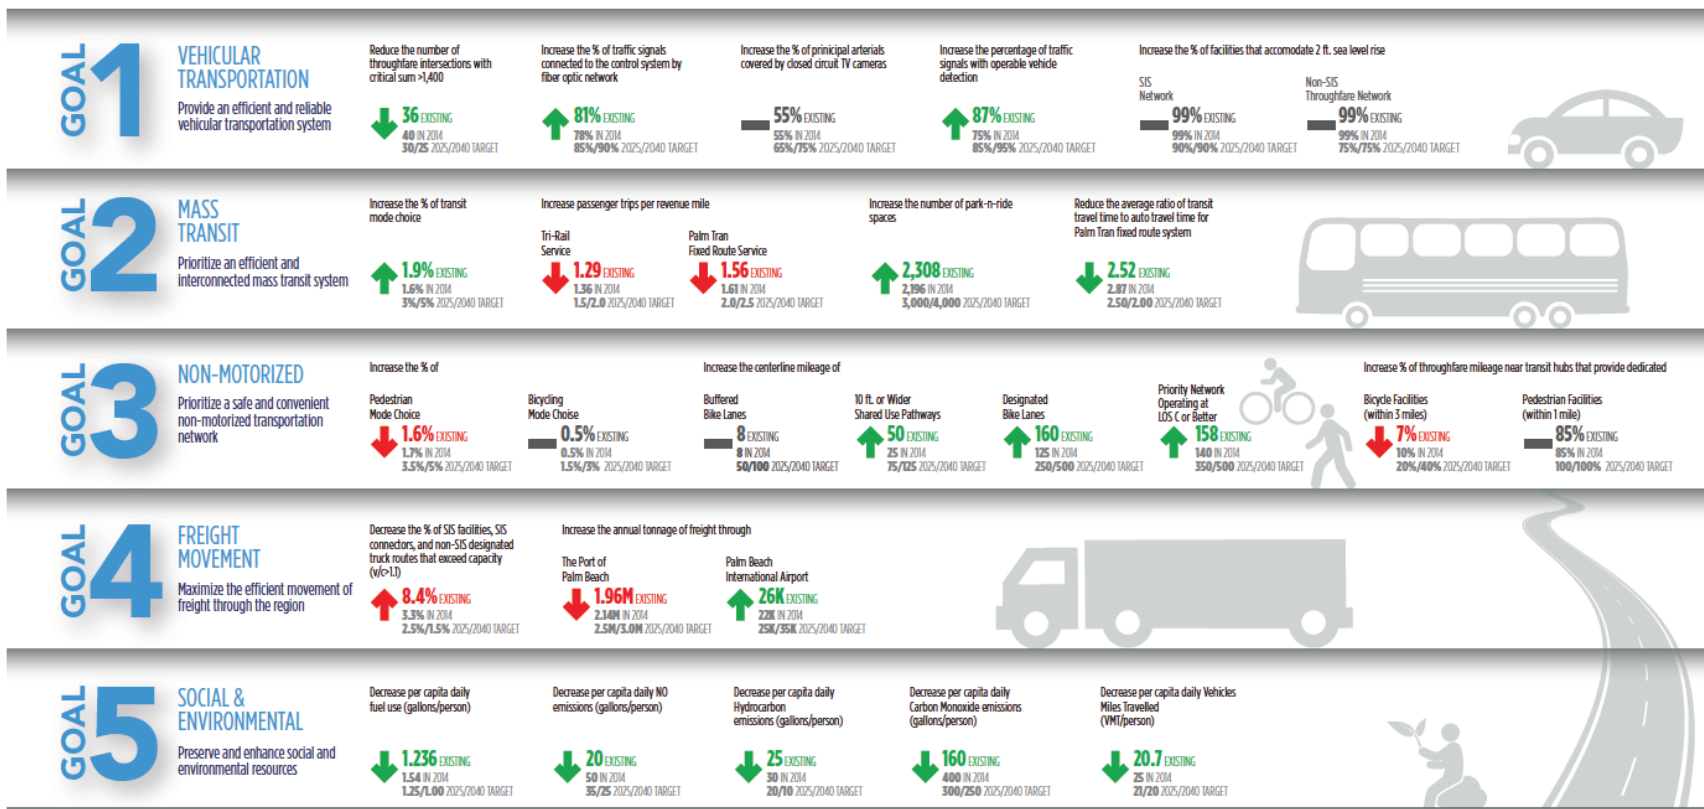 GOAL 1
VEHICULAR
TRANSPORTATION
Provide an efficient and reliable
vehicular transportation system
Reduce the number of
throughfare intersections with
critical sum >1,400
36 EXISTING
40 IN 2014
30/25 2025/2040 TARGET
Increase the % of traffic signals
connected to the control system by
fiber optic network
81% EXISTING
78% IN 2014
85%/90% 2025/2040 TARGET
Increase the % of prinicipal arterials
covered by closed circuit TV cameras
55% EXISTING
55% IN 2014
65%/75% 2025/2040 TARGET
Increase the percentage of traffic
signals with operable vehicle
detection
87% EXISTING
75% IN 2014
85%/95% 2025/2040 TARGET
Increase the % of facilities that accomodate 2 ft. sea level rise
SIS
Network
99% EXISTING
99% IN 2014
90%/90% 2025/2040 TARGET
Non-SIS
Throughfare Network
99% EXISTING
99% IN 2014
75%/75% 2025/2040 TARGET
GOAL 2
MASS
TRANSIT
Prioritize an efficient and
interconnected mass transit system
Increase the % of transit
mode choice
1.9% EXISTING
1.6% IN 2014
3%/5% 2025/2040 TARGET
Increase passenger trips per revenue mile
Tri-Rail
Service
1.29 EXISTING
1.36 IN 2014
1.5/2.0 2025/2040 TARGET
Palm Tran
Fixed Route Service
1.56 EXISTING
1.61 IN 2014
2.0/2.5 2025/2040 TARGET
Increase the number of park-n-ride
spaces
2,308 EXISTING
2,196 IN 2014
3,000/4,000 2025/2040 TARGET
Reduce the average ratio of transit
travel time to auto travel time for
Palm Tran fixed route system
2.52 EXISTING
2.87 IN 2014
2.50/2.00 2025/2040 TARGET
GOAL 3
NON-MOTORIZED
Prioritize a safe and convenient
non-motorized transportation
network
Increase the % of
Pedestrian
Mode Choice
1.6% EXISTING
1.7% IN 2014
3.5%/5% 2025/2040 TARGET
Bicycling
Mode Choise
0.5% EXISTING
0.5% IN 2014
1.5%/3% 2025/2040 TARGET
Increase the centerline mileage of
Buffered
Bike Lanes
8 EXISTING
8 IN 2014
50/100 2025/2040 TARGET
10 ft. or Wider
Shared Use Pathways
50 EXISTING
25 IN 2014
75/125 2025/2040 TARGET
Designated
Bike Lanes
160 EXISTING
125 IN 2014
250/500 2025/2040 TARGET
Priority Network
Operating at
LOS C or Better
158 EXISTING
140 IN 2014
350/500 2025/2040 TARGET
Increase % of throughfare mileage near transit hubs that provide dedicated
Bicycle Facilities
(within 3 miles)
7% EXISTING
10% IN 2014
20%/40% 2025/2040 TARGET
Pedestrian Facilities
(within 1 mile)
85% EXISTING
85% IN 2014
100/100% 2025/2040 TARGET
GOAL 4
FREIGHT
MOVEMENT
Maximize the efficient movement of
freight through the region
Decrease the % of SIS facilities, SIS
connectors, and non-SIS designated
truck routes that exceed capacity
(v/c>1.1)
8.4% EXISTING
3.3% IN 2014
2.5%/1.5% 2025/2040 TARGET
Increase the annual tonnage of freight through
The Port of
Palm Beach
1.96M EXISTING
2.14M IN 2014
2.5M/3.0M 2025/2040 TARGET
Palm Beach
International Airport
26K EXISTING
22K IN 2014
25K/35K 2025/2040 TARGET
GOAL 5
SOCIAL &
ENVIRONMENTAL
Preserve and enhance social and
environmental resources
Decrease per capita daily
fuel use (gallons/person)
1.236 EXISTING
1.54 IN 2014
1.25/1.00 2025/2040 TARGET
Decrease per capita daily NO
emissions (gallons/person)
20 EXISTING
50 IN 2014
35/25 2025/2040 TARGET
Decrease per capita daily
Hydrocarbon
emissions (gallons/person)
25 EXISTING
30 IN 2014
20/10 2025/2040 TARGET
Decrease per capita daily
Carbon Monoxide emissions
(gallons/person)
160 EXISTING
400 IN 2014
300/250 2025/2040 TARGET
Decrease per capita daily Vehicles
Miles Travelled
(VMT/person)
20.7 EXISTING
25 IN 2014
21/20 2025/2040 TARGET